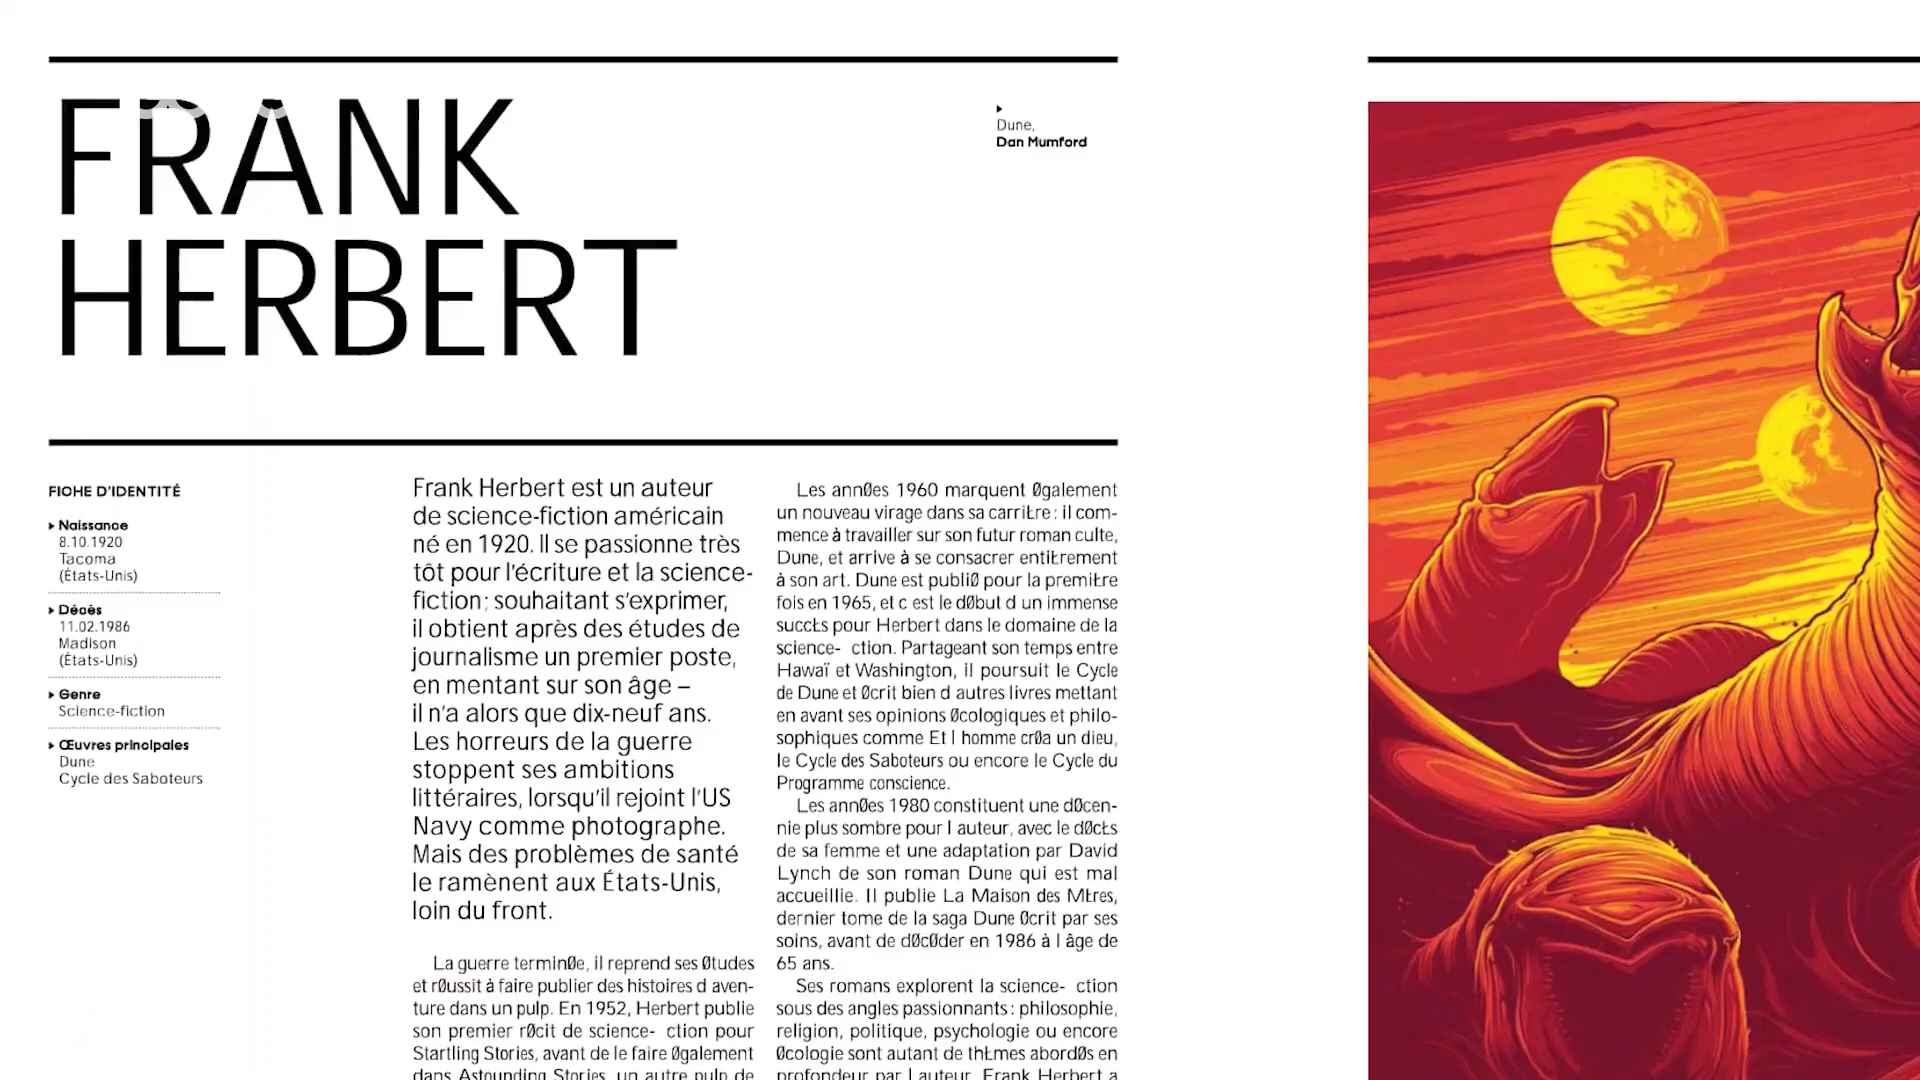 FRANK
HERBERT
Dune,
Dan Mumford
FICHE D'IDENTITÉ
Naissance
8.10.1920
Tacoma
(États-Unis)
Décès
11.02.1986
Madison
(États-Unis)
Genre
Science-fiction
Œuvres principales
Dune
Cycle des Saboteurs
Frank Herbert est un auteur
de science-fiction américain
né en 1920. Il se passionne très
tôt pour l'écriture et la science-
fiction ; souhaitant s'exprimer,
il obtient après des études de
journalisme un premier poste,
en mentant sur son âge –
il n'a alors que dix-neuf ans.
Les horreurs de la guerre
stoppent ses ambitions
littéraires, lorsqu'il rejoint l'US
Navy comme photographe.
Mais des problèmes de santé
le ramènent aux États-Unis,
loin du front.
La guerre terminØe, il reprend ses Øtudes
et rØussit à faire publier des histoires d aven-
ture dans un pulp. En 1952, Herbert publie
son premier rØcit de science- ction pour
Startling Stories, avant de le faire Øgalement
dans Astounding Stories, un autre pulp de
Les annØes 1960 marquent Øgalement
un nouveau virage dans sa carriŁre : il com-
mence à travailler sur son futur roman culte,
Dune, et arrive à se consacrer entiŁrement
à son art. Dune est publiØ pour la premiŁre
fois en 1965, et c est le dØbut d un immense
succŁs pour Herbert dans le domaine de la
science- ction. Partageant son temps entre
Hawaï et Washington, il poursuit le Cycle
de Dune et Øcrit bien d autres livres mettant
en avant ses opinions Øcologiques et philo-
sophiques comme Et l homme crØa un dieu,
le Cycle des Saboteurs ou encore le Cycle du
Programme conscience.
Les annØes 1980 constituent une dØcen-
nie plus sombre pour l auteur, avec le dØcŁs
de sa femme et une adaptation par David
Lynch de son roman Dune qui est mal
accueillie. Il publie La Maison des MŁres,
dernier tome de la saga Dune Øcrit par ses
soins, avant de dØcØder en 1986 à l âge de
65 ans.
Ses romans explorent la science- ction
sous des angles passionnants : philosophie,
religion, politique, psychologie ou encore
Øcologie sont autant de thŁmes abordØs en
profondeur par l auteur. Frank Herbert a